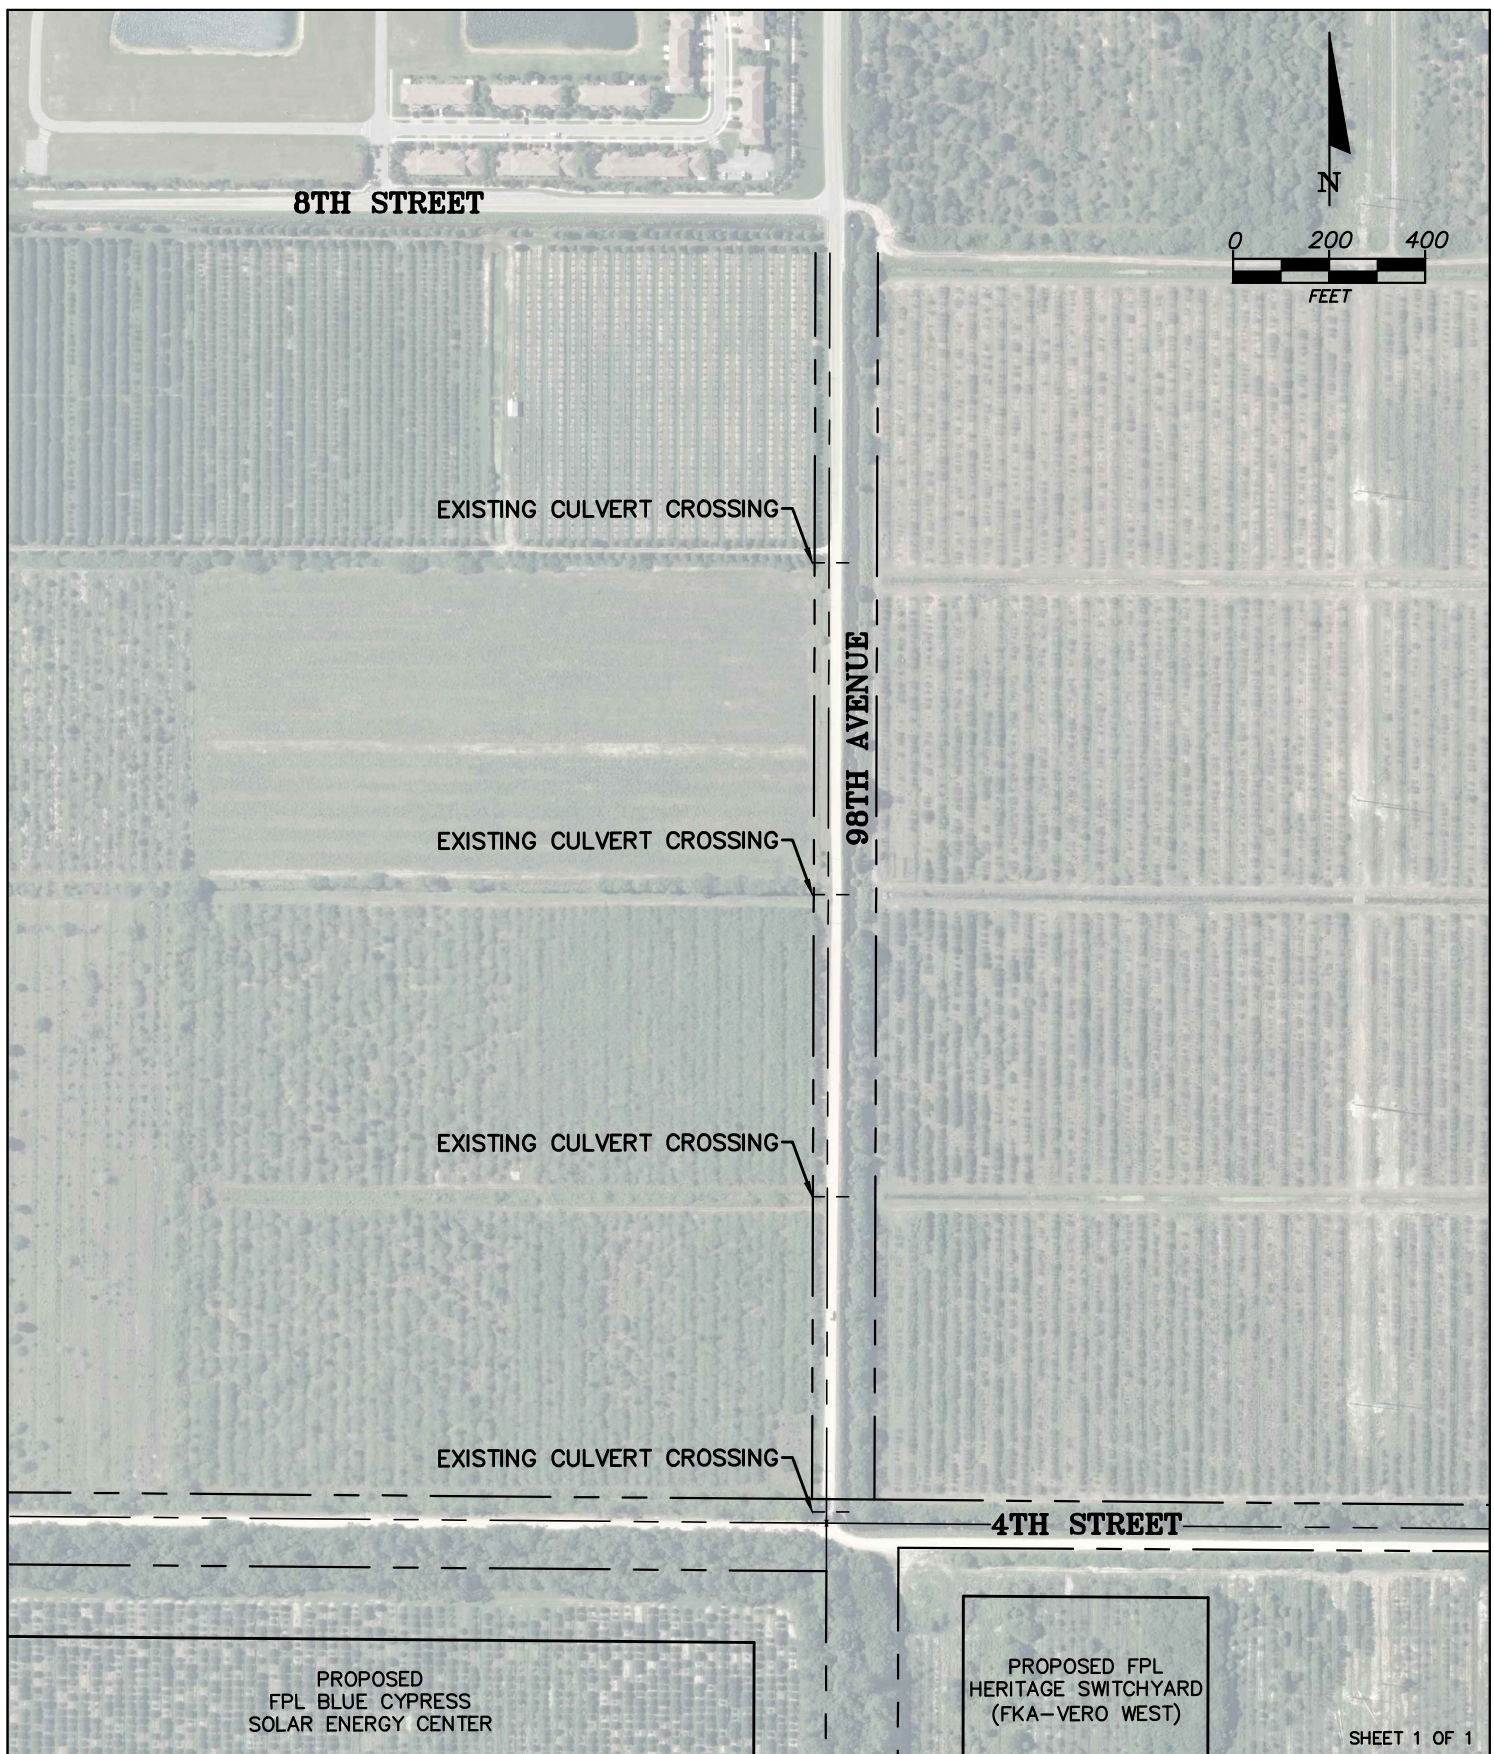 N
8TH STREET
0 200 400
FEET
EXISTING CULVERT CROSSING
98TH AVENUE
EXISTING CULVERT CROSSING
EXISTING CULVERT CROSSING
EXISTING CULVERT CROSSING
4TH STREET
PROPOSED
FPL BLUE CYPRESS
SOLAR ENERGY CENTER
PROPOSED FPL
HERITAGE SWITCHYARD
(FKA-VERO WEST)
SHEET 1 OF 1